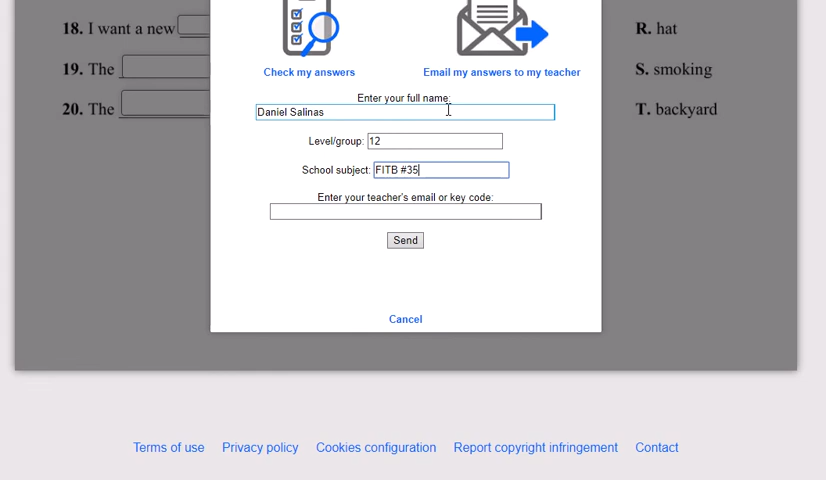 18. I want a new
R. hat
19. The
S. smoking
20. The
T. backyard
Check my answers
Email my answers to my teacher
Enter your full name:
Daniel Salinas
Level/group: 12
School subject: FITB #35
Enter your teacher's email or key code:
Send
Cancel
Terms of use
Privacy policy
Cookies configuration
Report copyright infringement
Contact